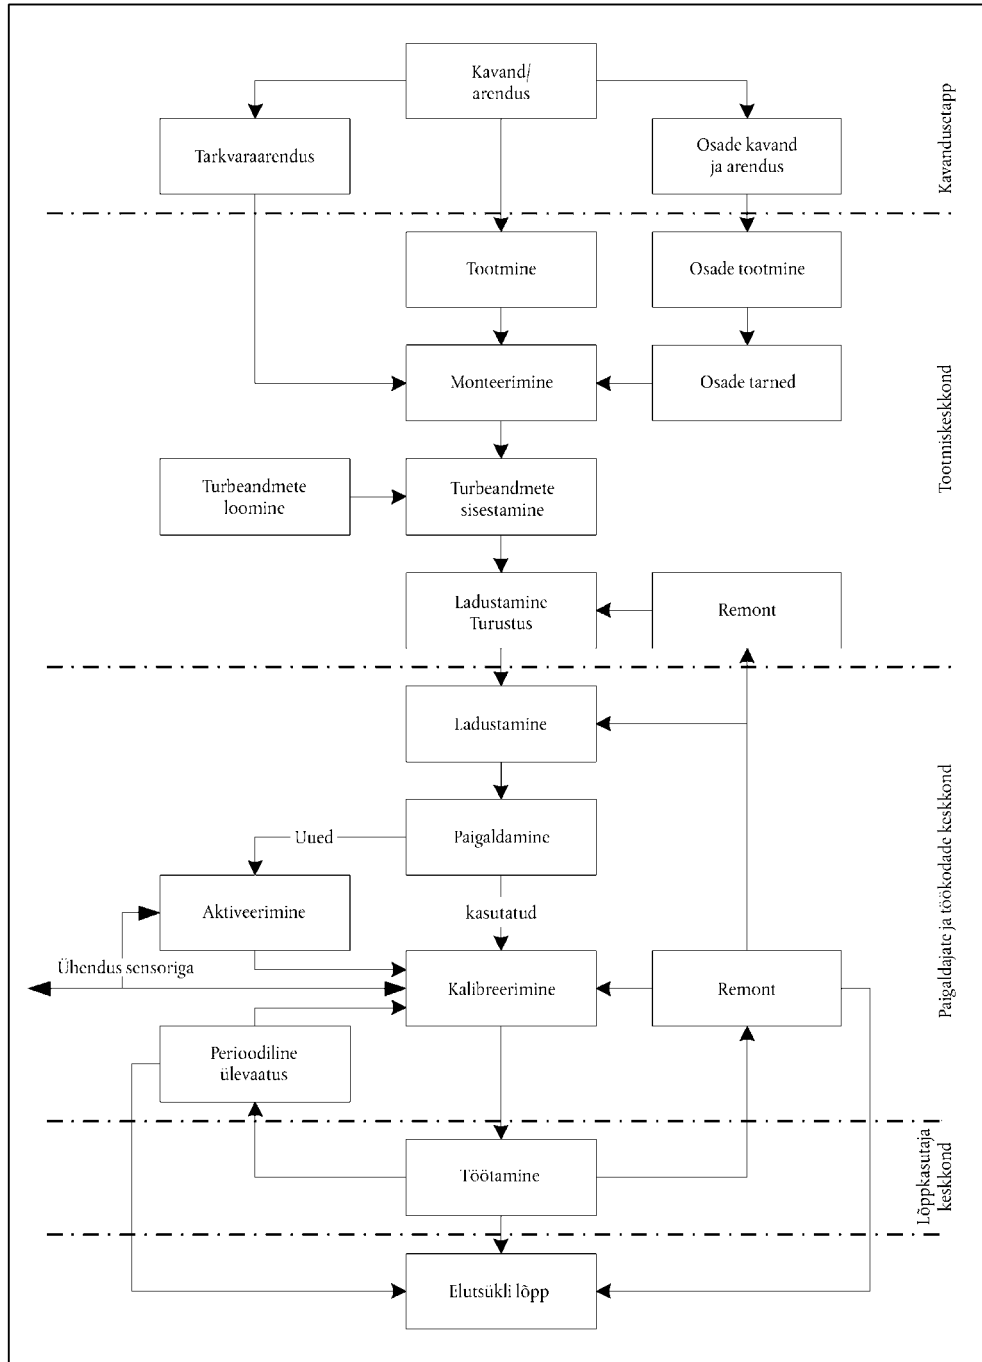 Kavand/
arendus
Tarkvaraarendus
Osade kavand
ja arendus
Kavandusetapp
Tootmine
Osade tootmine
Monteerimine
Osade tarned
Tootmiskeskkond
Turbeandmete
loomine
Turbeandmete
sisestamine
Ladustamine
Turustus
Remont
Ladustamine
Paigaldamine
Uued
Aktiveerimine
kasutatud
Ühendus sensoriga
Kalibreerimine
Remont
Paigaldajate ja töökodade keskkond
Perioodiline
ülevaatus
Töötamine
Lõppkasutaja
keskkond
Elutsükli lõpp